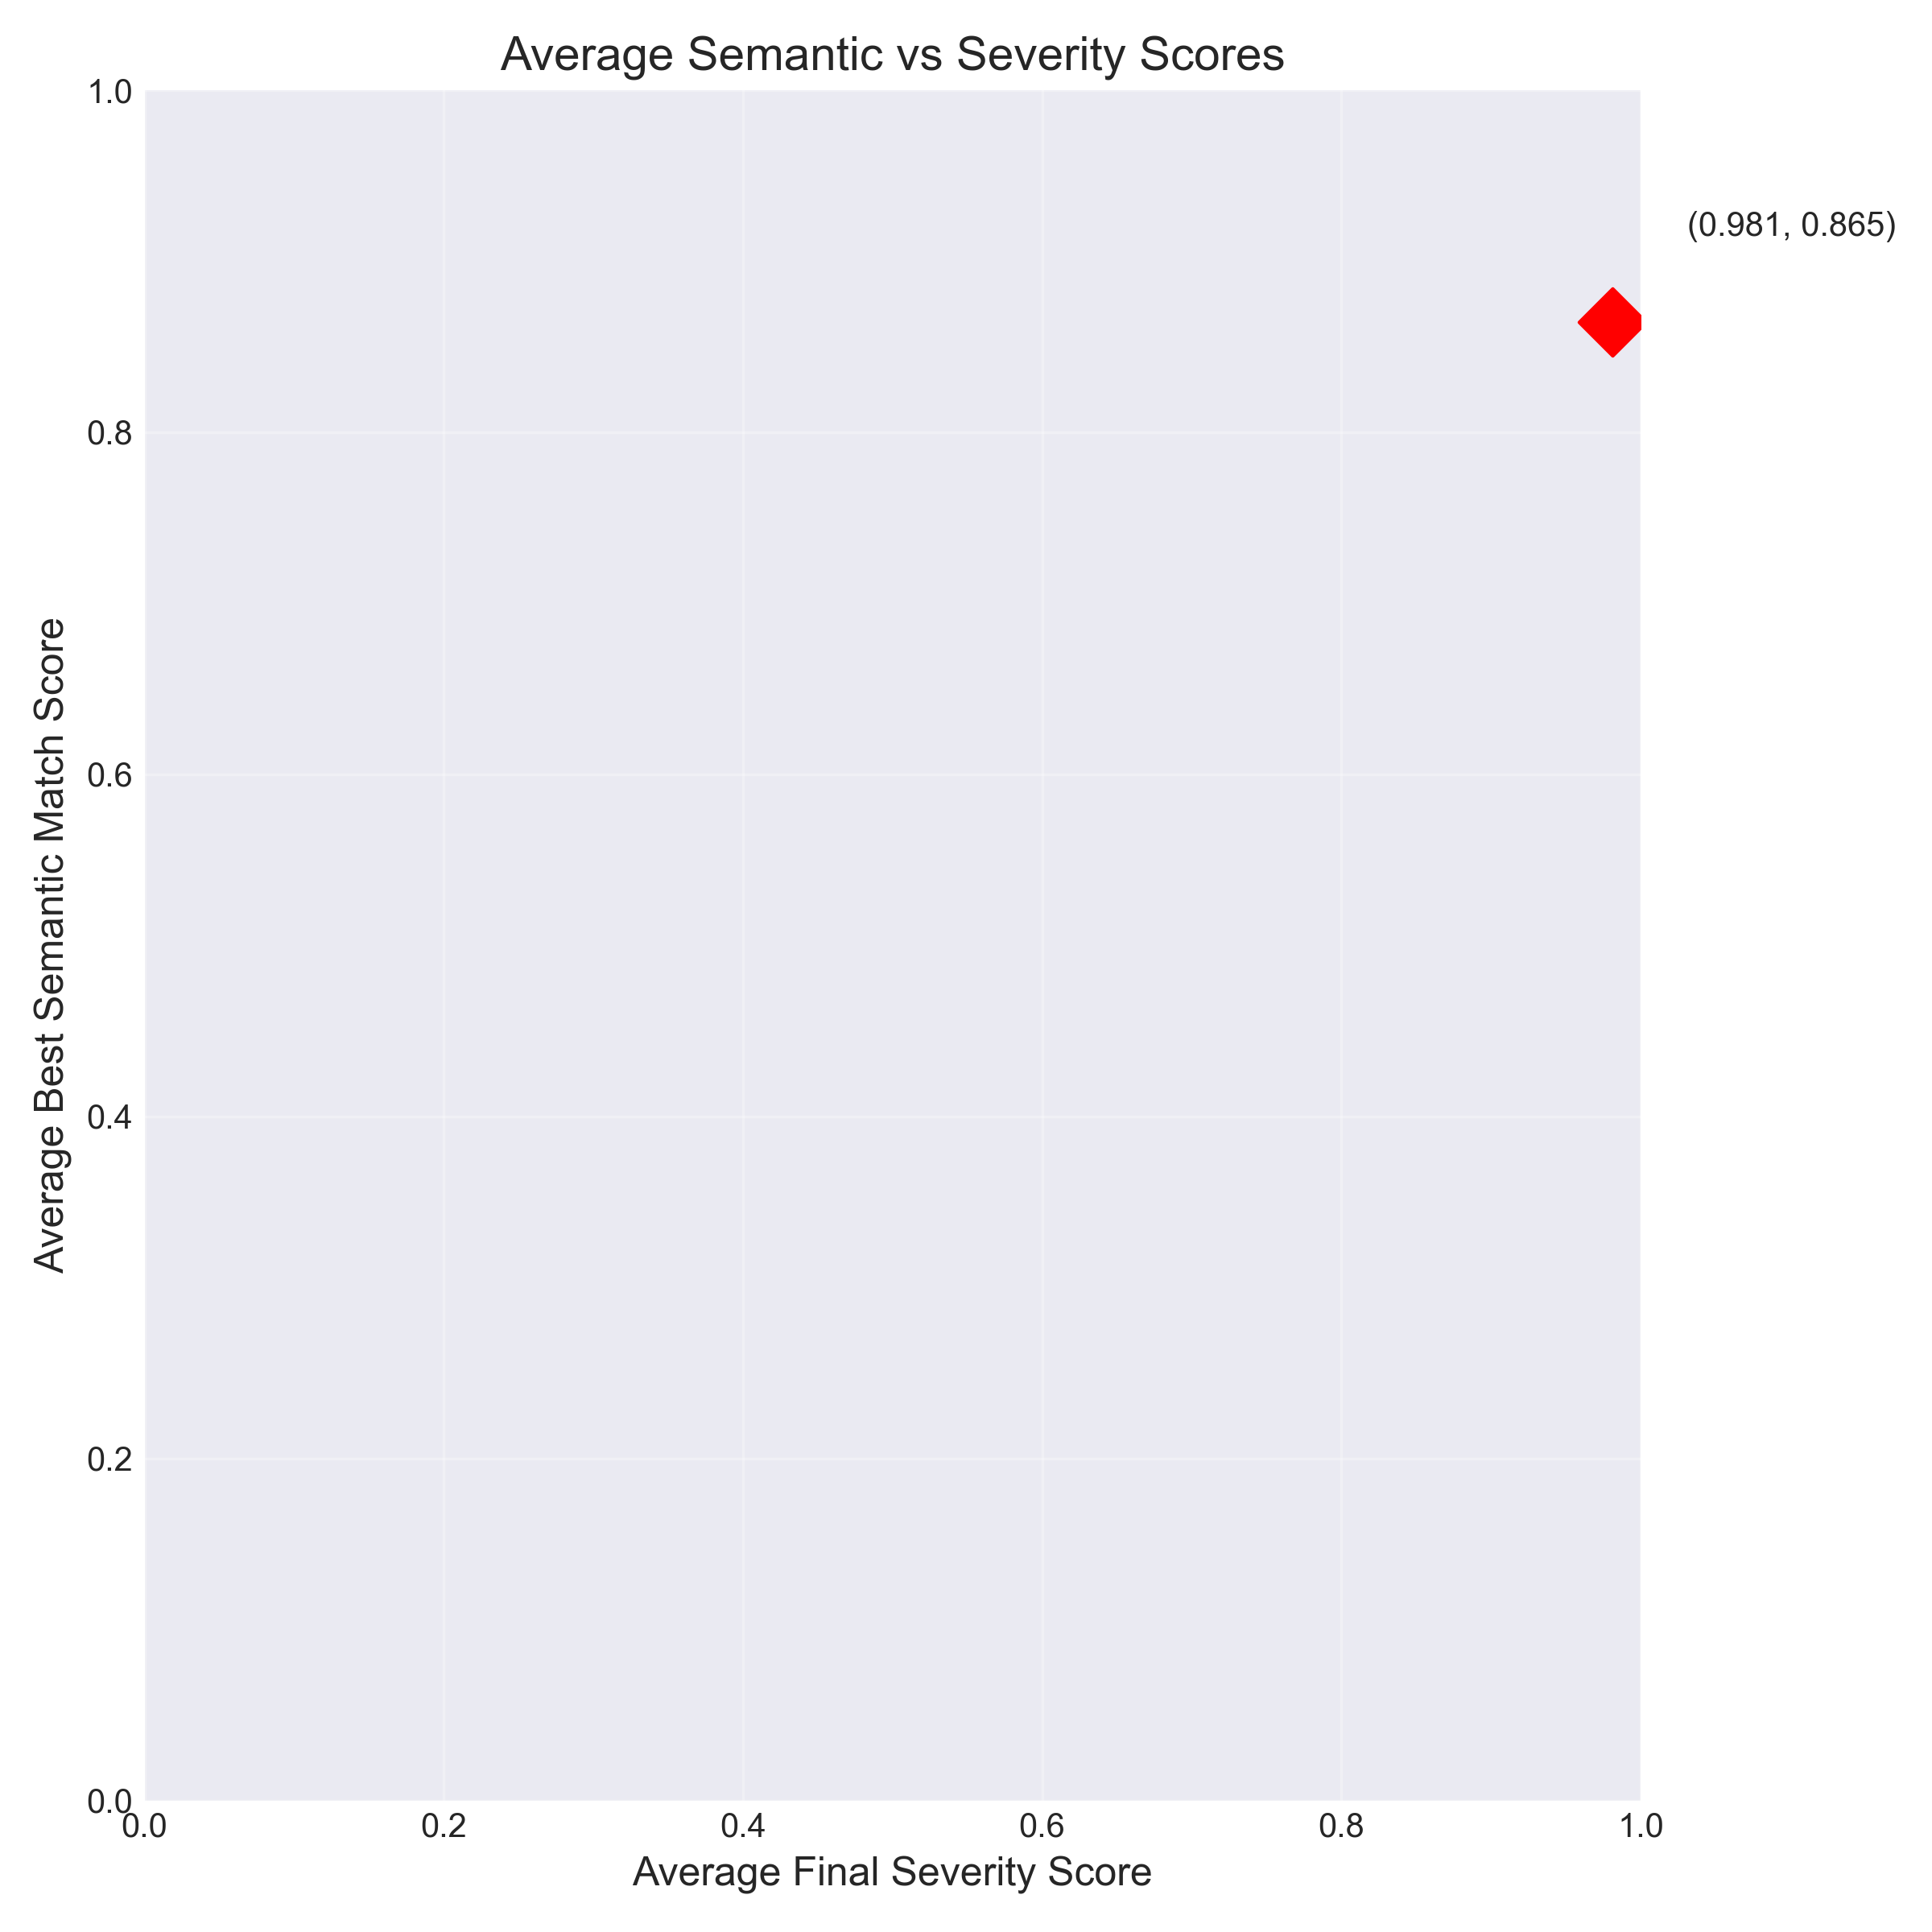 Average Semantic vs Severity Scores
1.0
(0.981, 0.865)
0.8
0.6
Average Best Semantic Match Score
0.4
0.2
0.0
0.0 0.2 0.4 0.6 0.8 1.0
Average Final Severity Score